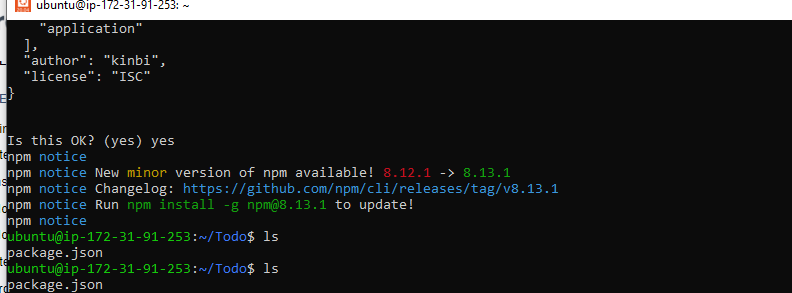 ubuntu@ip-172-31-91-253: ~
"application"
],
"author": "kinbi",
"license": "ISC"
}
Is this OK? (yes) yes
npm notice
npm notice New minor version of npm available! 8.12.1 -> 8.13.1
npm notice Changelog: https://github.com/npm/cli/releases/tag/v8.13.1
npm notice Run npm install -g npm@8.13.1 to update!
npm notice
ubuntu@ip-172-31-91-253:~/Todo$ ls
package.json
ubuntu@ip-172-31-91-253:~/Todo$ ls
package.json